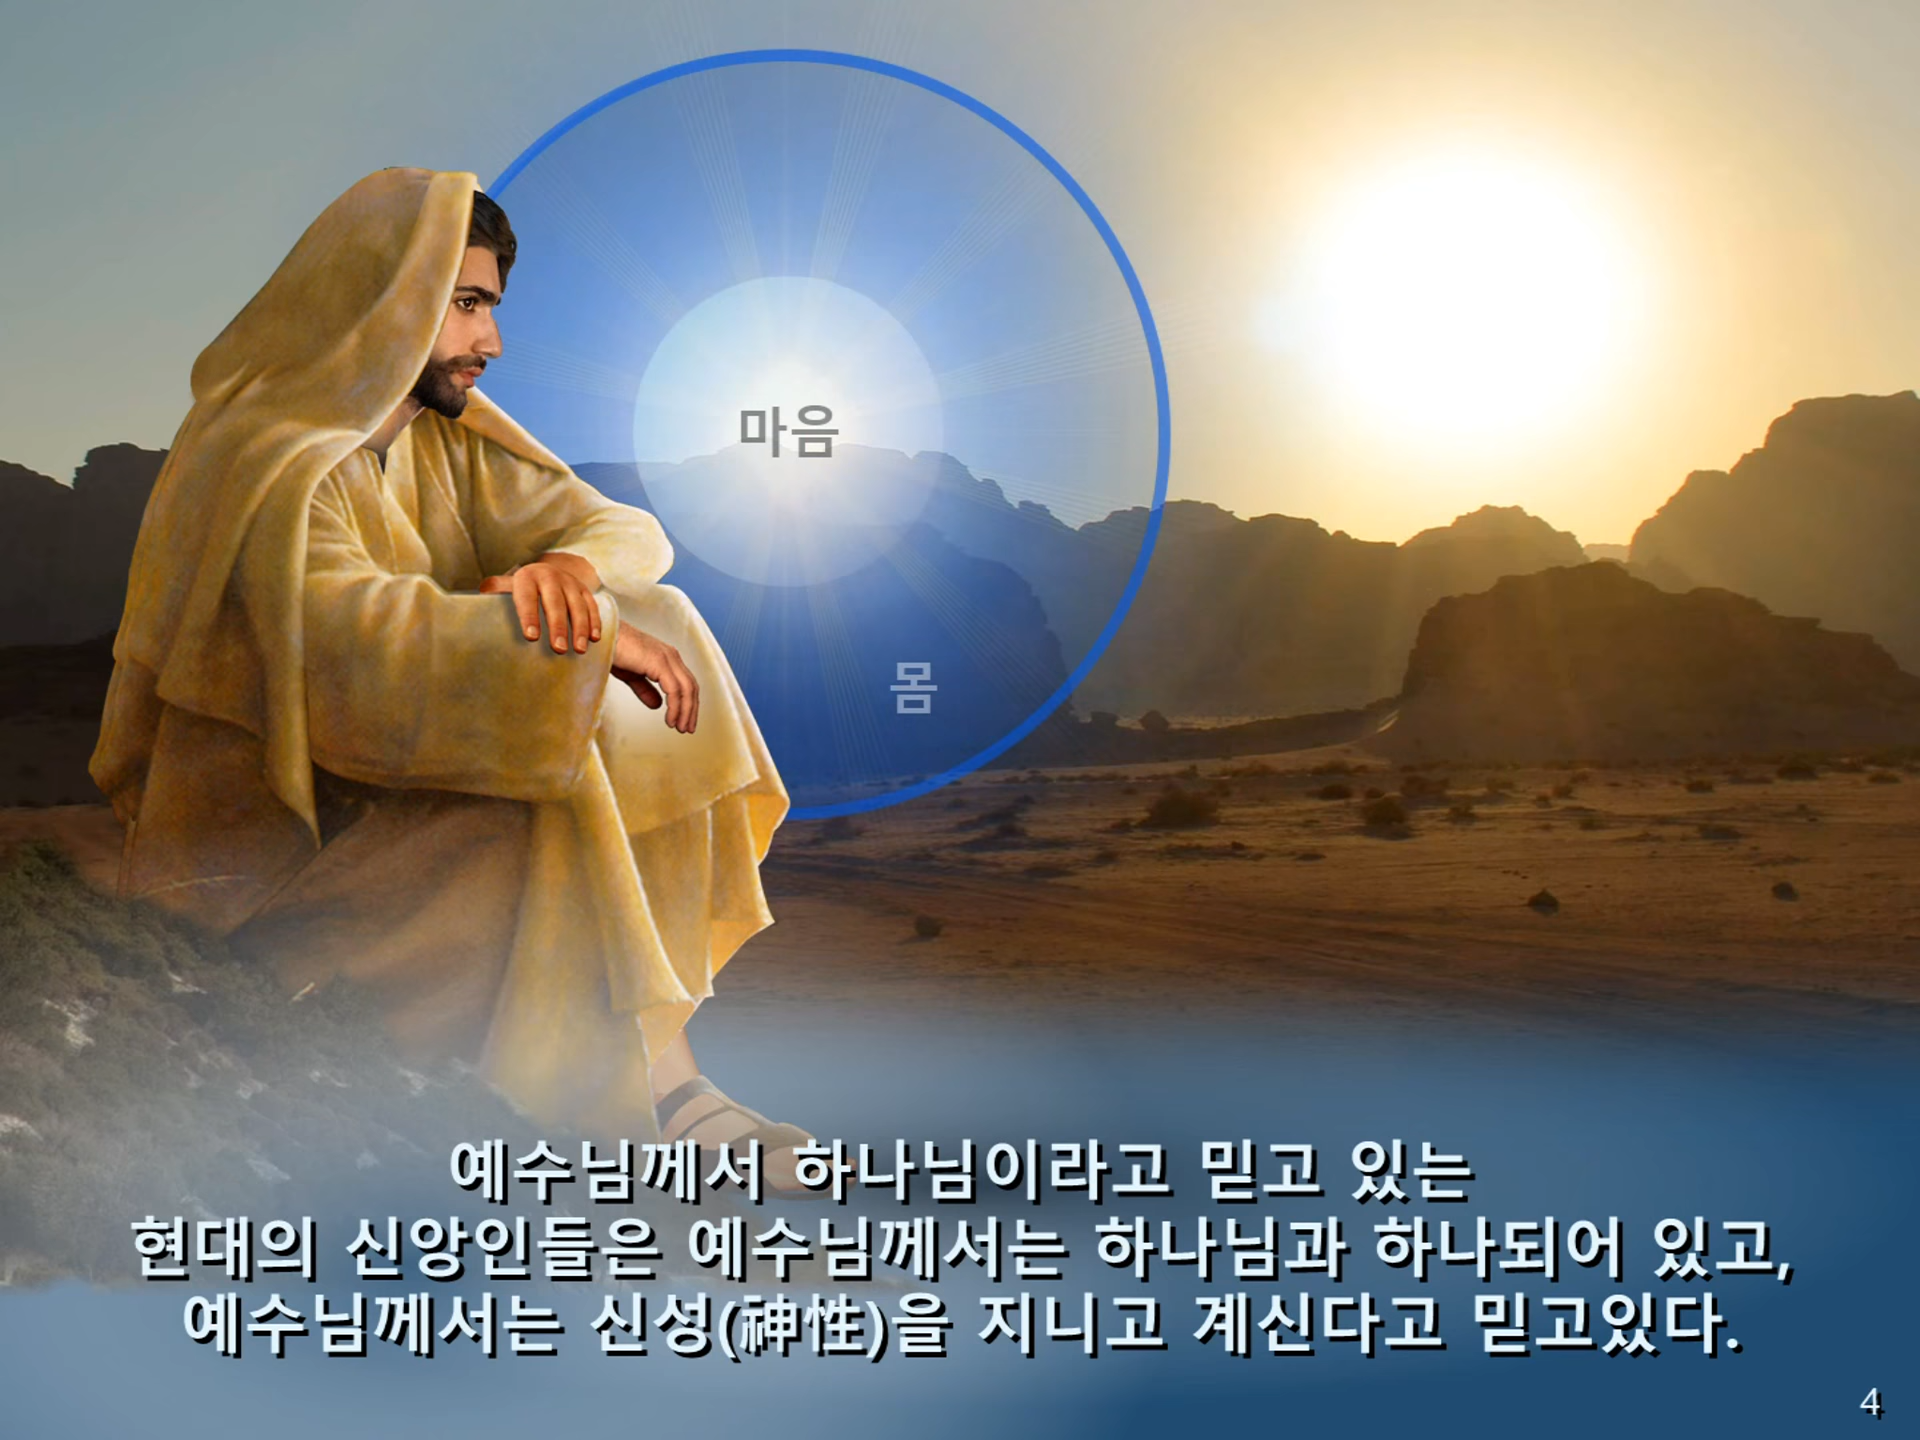 마음
몸
예수님께서 하나님이라고 믿고 있는
현대의 신앙인들은 예수님께서는 하나님과 하나되어 있고,
예수님께서는 신성(神性)을 지니고 계신다고 믿고있다.
4